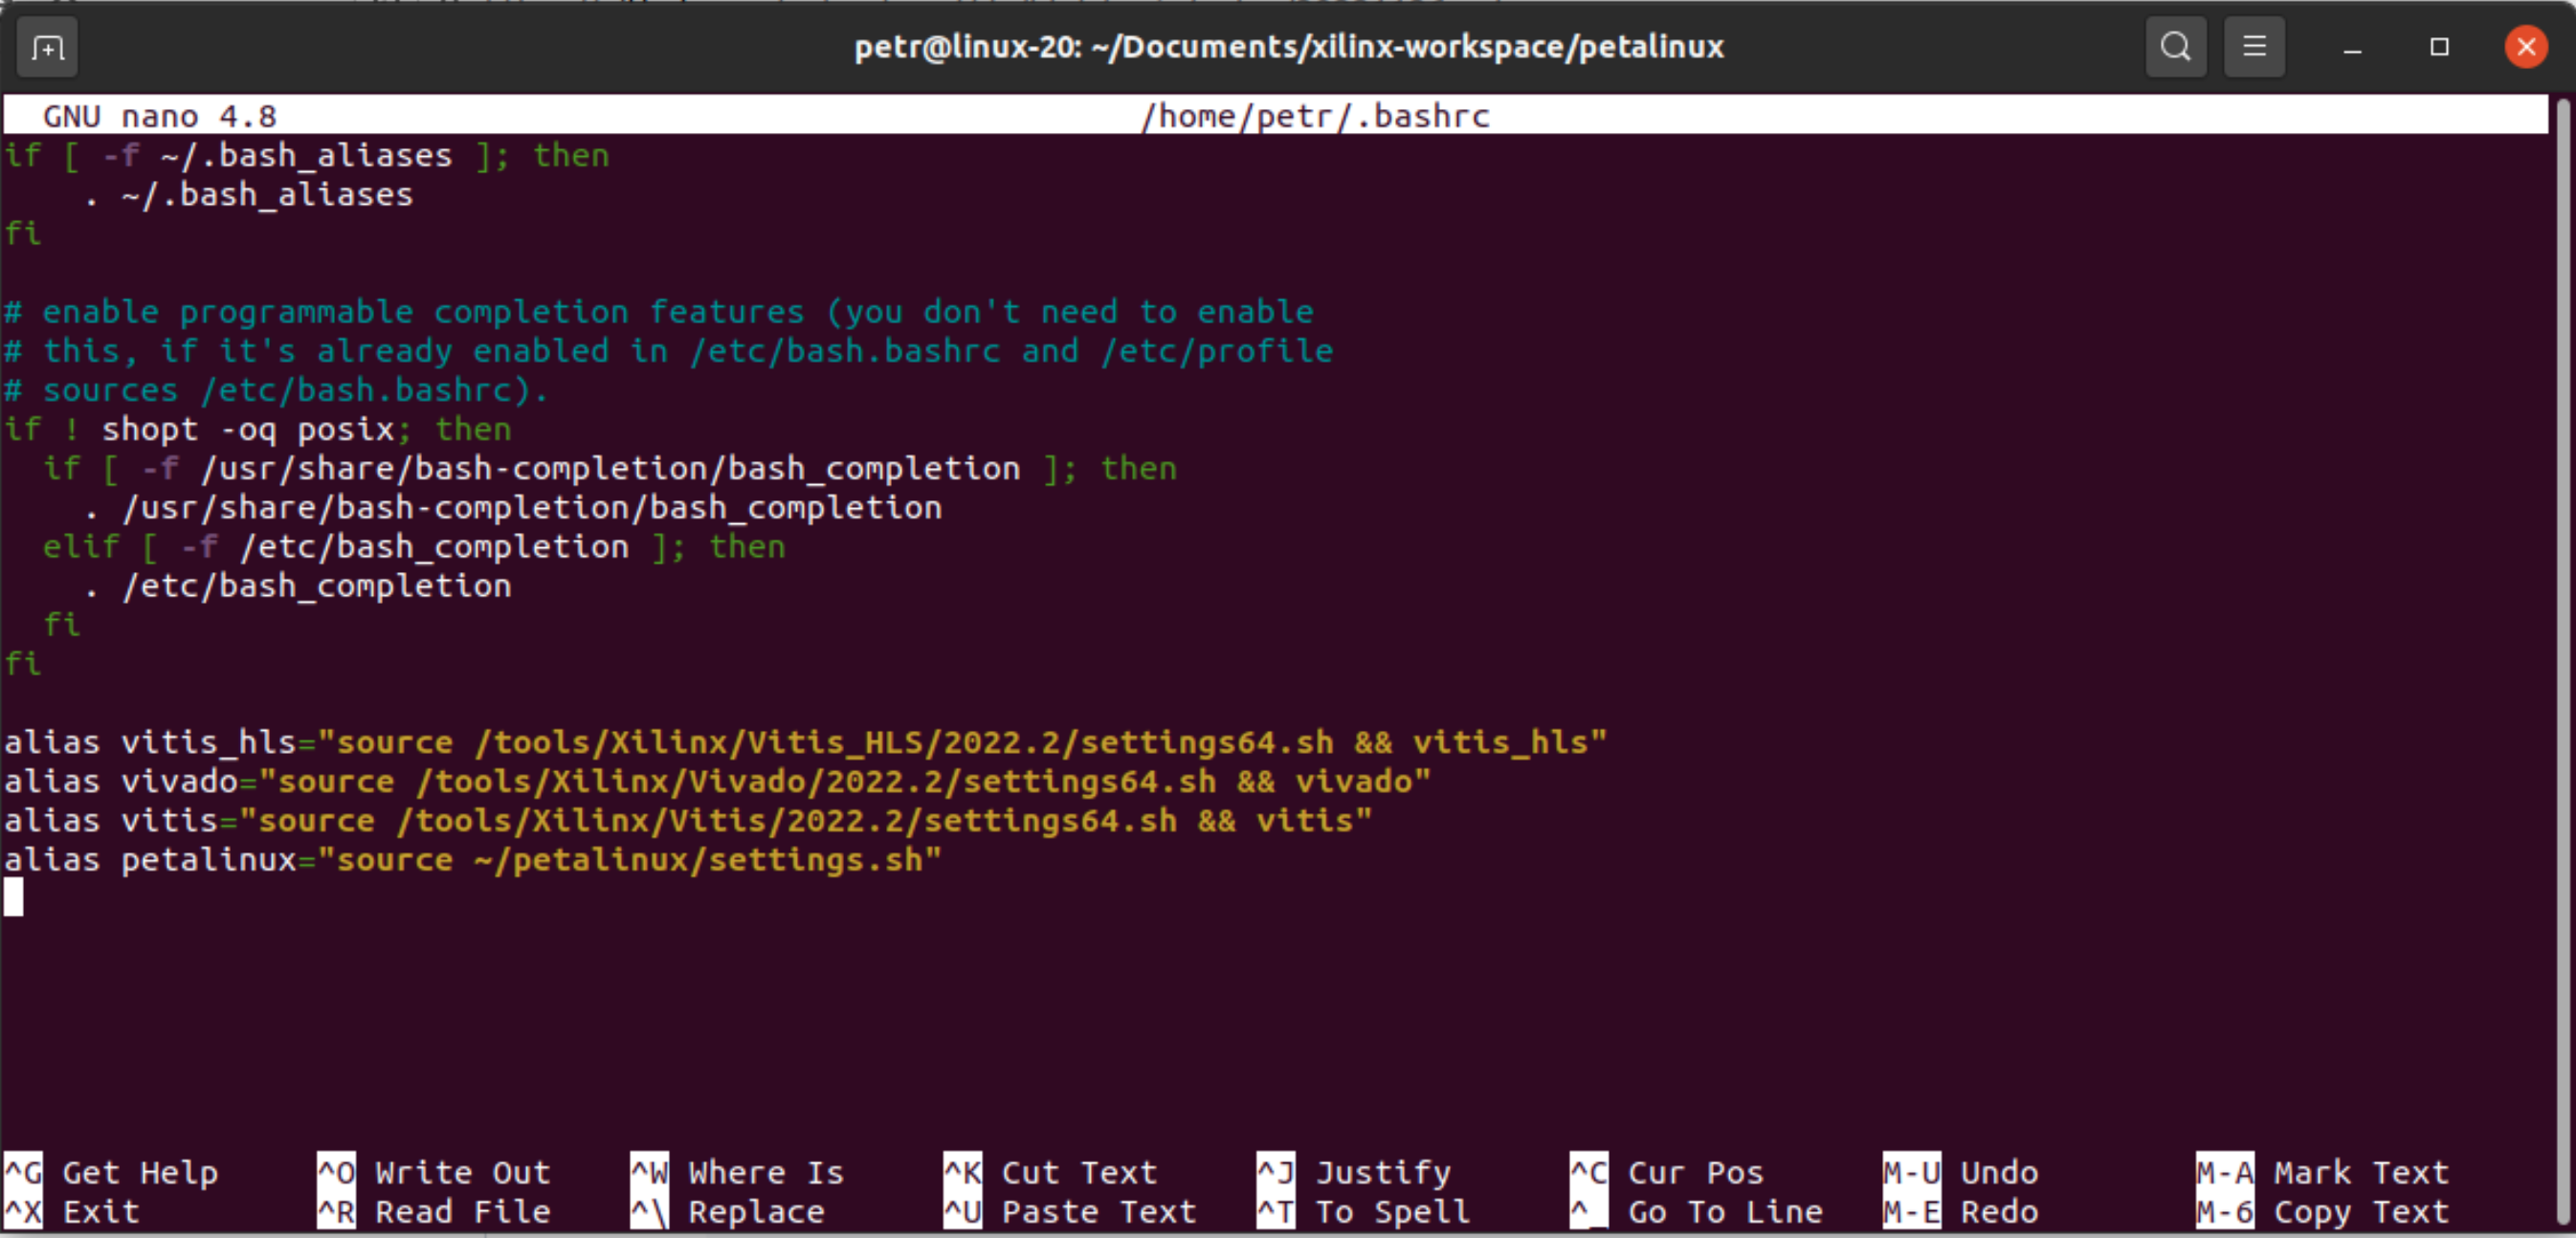 petr@linux-20: ~/Documents/xilinx-workspace/petalinux
GNU nano 4.8 /home/petr/.bashrc
if [ -f ~/.bash_aliases ]; then
    . ~/.bash_aliases
fi

# enable programmable completion features (you don't need to enable
# this, if it's already enabled in /etc/bash.bashrc and /etc/profile
# sources /etc/bash.bashrc).
if ! shopt -oq posix; then
  if [ -f /usr/share/bash-completion/bash_completion ]; then
    . /usr/share/bash-completion/bash_completion
  elif [ -f /etc/bash_completion ]; then
    . /etc/bash_completion
  fi
fi

alias vitis_hls="source /tools/Xilinx/Vitis_HLS/2022.2/settings64.sh && vitis_hls"
alias vivado="source /tools/Xilinx/Vivado/2022.2/settings64.sh && vivado"
alias vitis="source /tools/Xilinx/Vitis/2022.2/settings64.sh && vitis"
alias petalinux="source ~/petalinux/settings.sh"

^G Get Help ^O Write Out ^W Where Is ^K Cut Text ^J Justify ^C Cur Pos M-U Undo M-A Mark Text
^X Exit ^R Read File ^\ Replace ^U Paste Text ^T To Spell ^_ Go To Line M-E Redo M-6 Copy Text